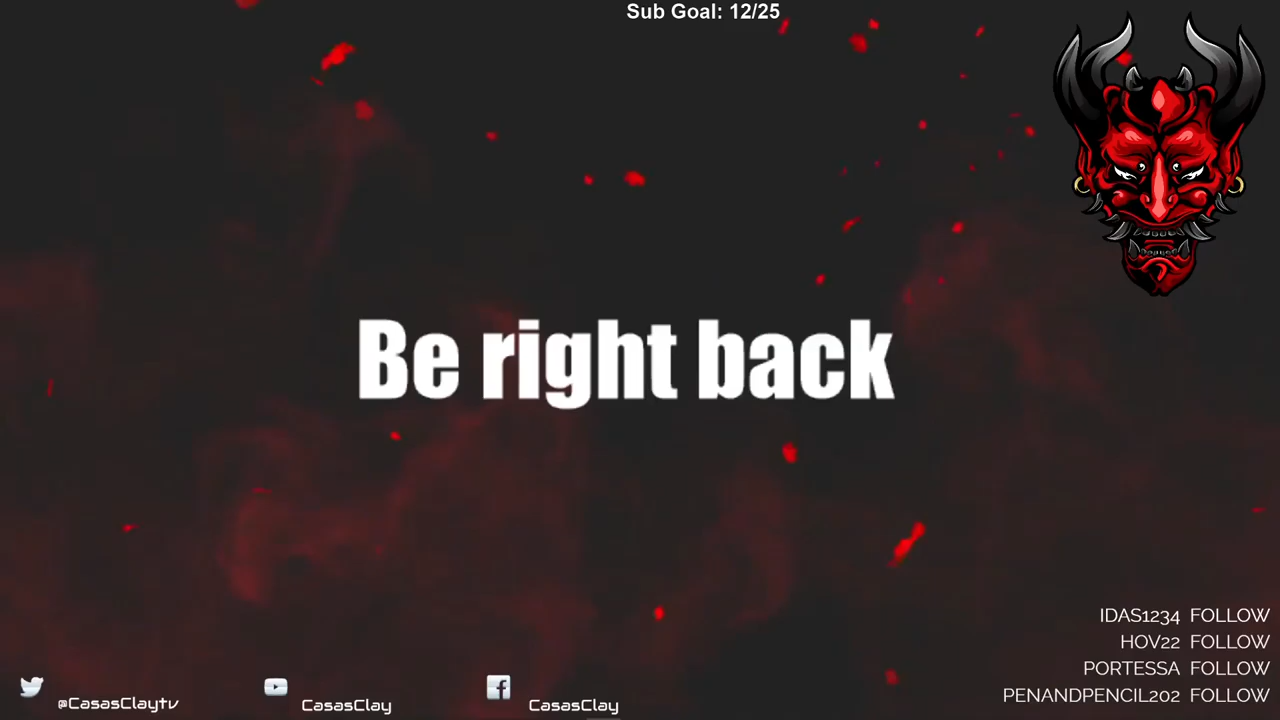 Sub Goal: 12/25
Be right back
IDAS1234 FOLLOW
HOV22 FOLLOW
PORTESSA FOLLOW
PENANDPENCIL202 FOLLOW
@CasasClaytv
CasasClay
CasasClay